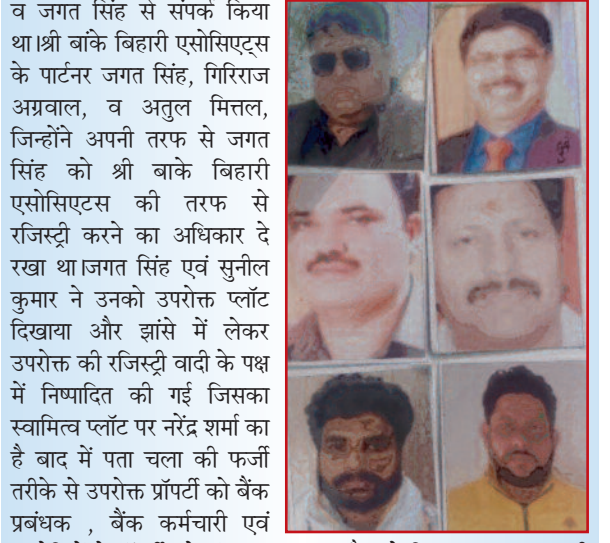 व जगत सिंह से संपर्क किया
था।श्री बांके बिहारी एसोसिएट्स
के पार्टनर जगत सिंह, गिरिराज
अग्रवाल, व अतुल मित्तल,
जिन्होंने अपनी तरफ से जगत
सिंह को श्री बाके बिहारी
एसोसिएटस की तरफ से
रजिस्ट्री करने का अधिकार दे
रखा था।जगत सिंह एवं सुनील
कुमार ने उनको उपरोक्त प्लॉट
दिखाया और झांसे में लेकर
उपरोक्त की रजिस्ट्री वादी के पक्ष
में निष्पादित की गई जिसका
स्वामित्व प्लॉट पर नरेंद्र शर्मा का
है बाद में पता चला की फर्जी
तरीके से उपरोक्त प्रॉपर्टी को बैंक
प्रबंधक , बैंक कर्मचारी एवं